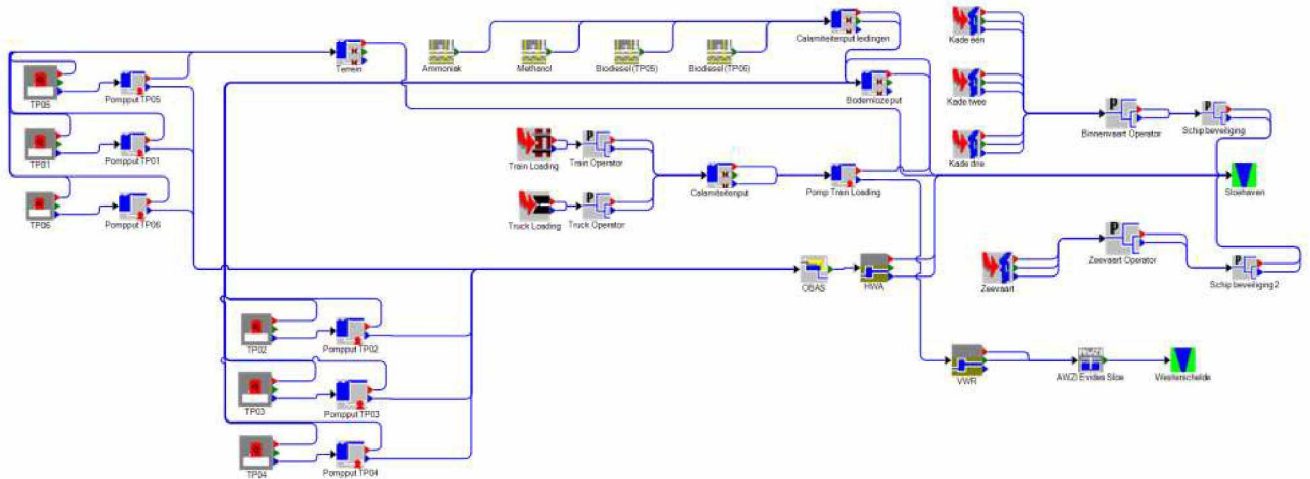 Calamiteitenput leidingen
Kade een
Terrein
Ammoniak
Methanol
Biodiesel (TP05)
Biodiesel (TP06)
TP05
Pompput TP05
Bodemloze put
Kade twee
Binnenvaart Operator
Schip beveiliging
TP01
Pompput TP01
Train Loading
Train Operator
Kade drie
Calamiteitenput
Pomp Train Loading
Sloehaven
TP06
Pompput TP06
Truck Loading
Truck Operator
P
P
P
P
P
P
Zeevaart Operator
Zeevaart
Schip beveiliging 2
OBAS
HWA
TP02
Pompput TP02
VWR
AWZI Evides Sloe
Westerschelde
TP03
Pompput TP03
TP04
Pompput TP04